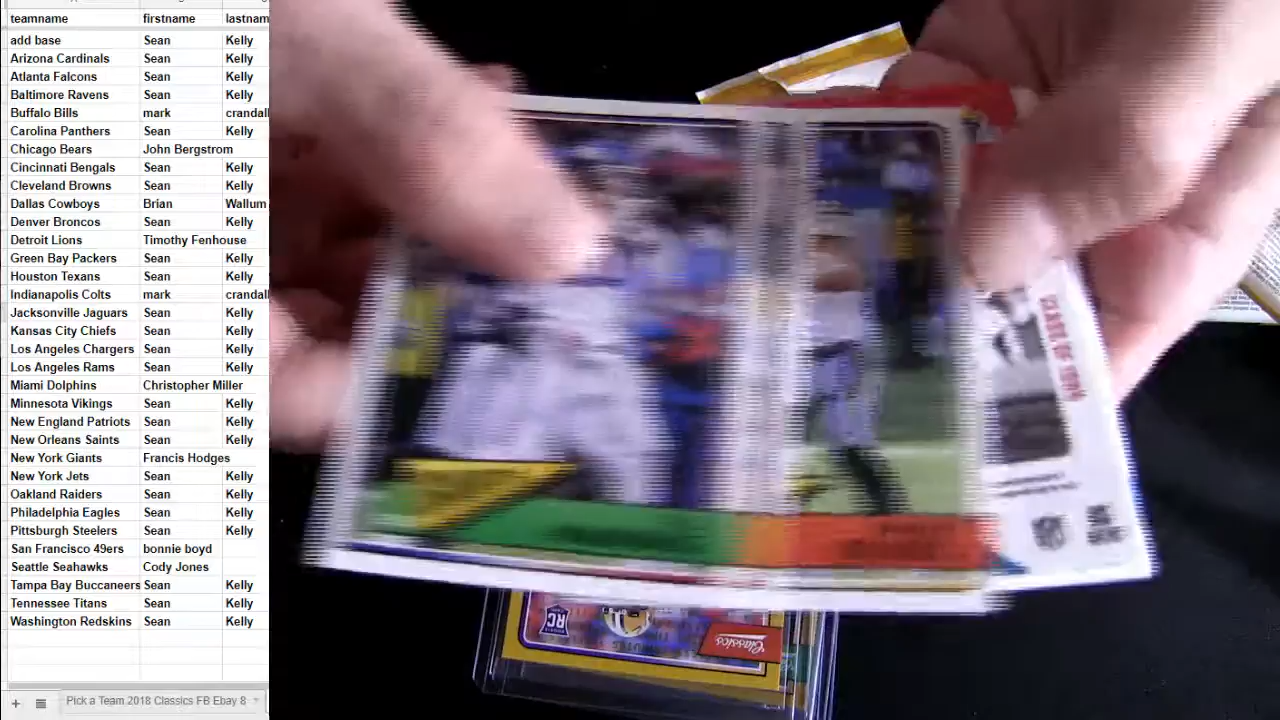 teamname firstname lastnam
add base Sean Kelly
Arizona Cardinals Sean Kelly
Atlanta Falcons Sean Kelly
Baltimore Ravens Sean Kelly
Buffalo Bills mark crandall
Carolina Panthers Sean Kelly
Chicago Bears John Bergstrom
Cincinnati Bengals Sean Kelly
Cleveland Browns Sean Kelly
Dallas Cowboys Brian Wallum
Denver Broncos Sean Kelly
Detroit Lions Timothy Fenhouse
Green Bay Packers Sean Kelly
Houston Texans Sean Kelly
Indianapolis Colts mark crandall
Jacksonville Jaguars Sean Kelly
Kansas City Chiefs Sean Kelly
Los Angeles Chargers Sean Kelly
Los Angeles Rams Sean Kelly
Miami Dolphins Christopher Miller
Minnesota Vikings Sean Kelly
New England Patriots Sean Kelly
New Orleans Saints Sean Kelly
New York Giants Francis Hodges
New York Jets Sean Kelly
Oakland Raiders Sean Kelly
Philadelphia Eagles Sean Kelly
Pittsburgh Steelers Sean Kelly
San Francisco 49ers bonnie boyd
Seattle Seahawks Cody Jones
Tampa Bay Buccaneers Sean Kelly
Tennessee Titans Sean Kelly
Washington Redskins Sean Kelly
Pick a Team 2018 Classics FB Ebay 8
CLASS OF
NFL
RC
Classics